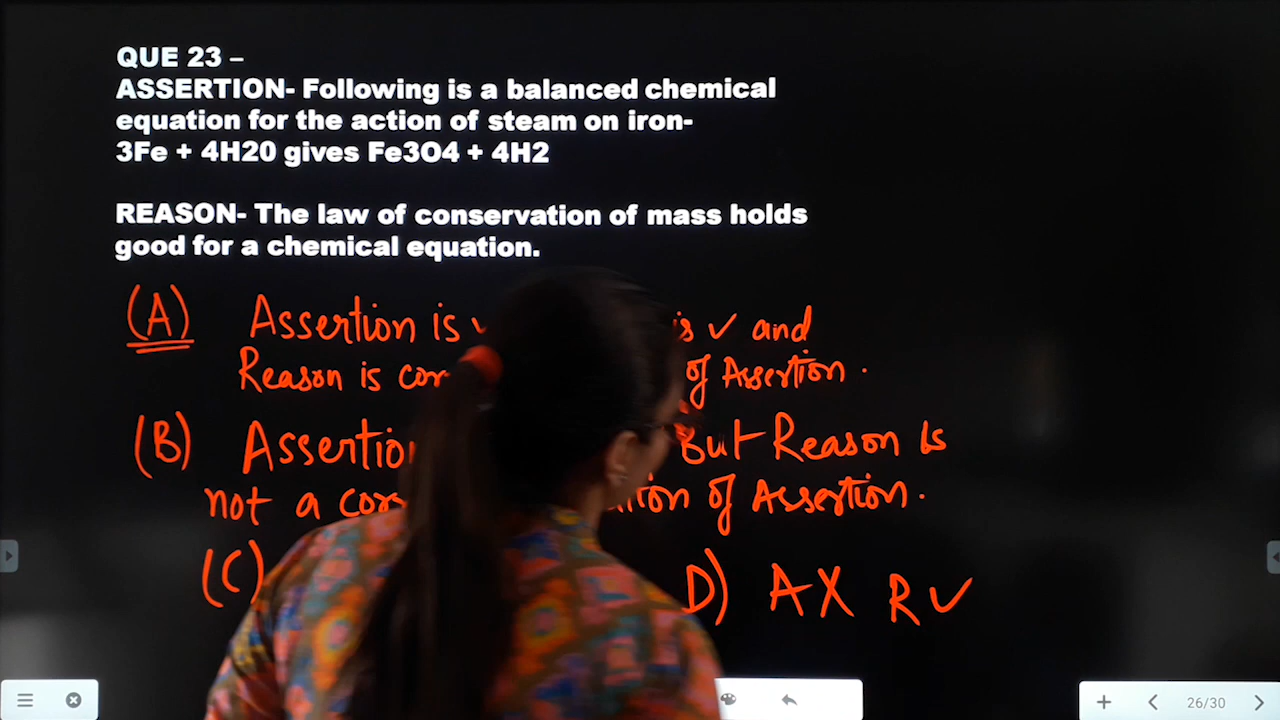 QUE 23 –
ASSERTION- Following is a balanced chemical
equation for the action of steam on iron-
3Fe + 4H20 gives Fe3O4 + 4H2
REASON- The law of conservation of mass holds
good for a chemical equation.
(A) Assertion is is ✓ and
Reason is of Assertion.
(B) But Reason is
not a of Assertion.
(C) D) A X R ✓
26/30